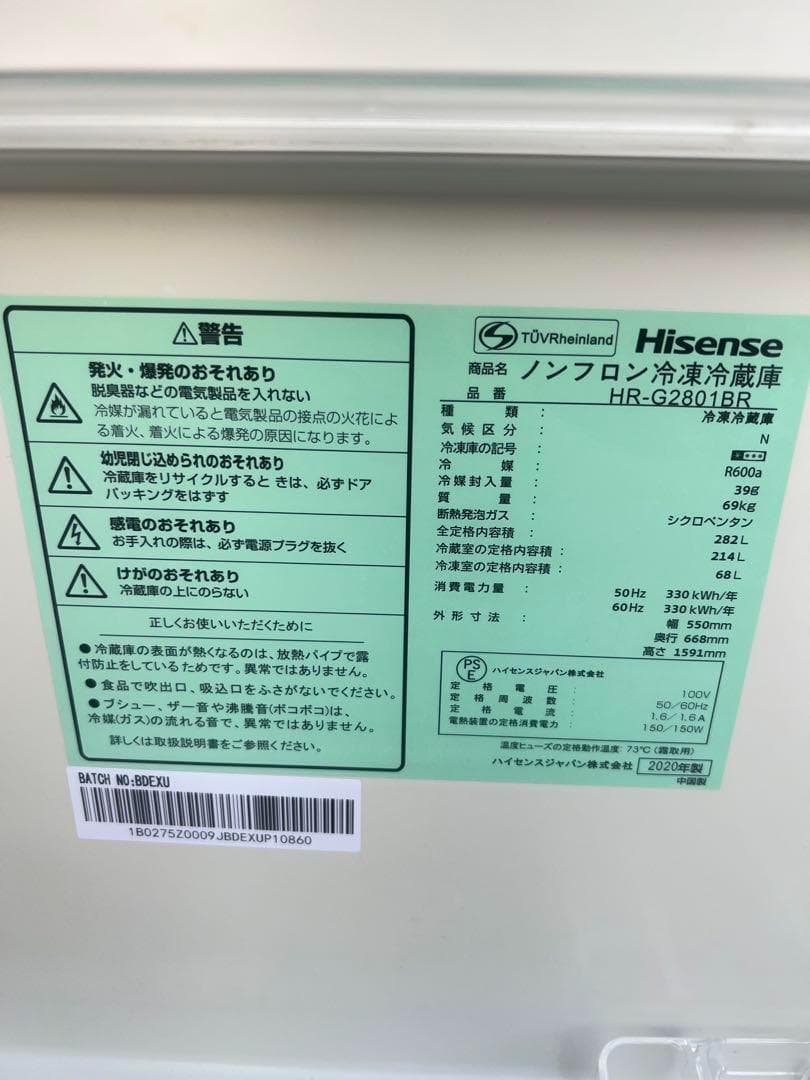 ⚠警告
発火・爆発のおそれあり
脱臭器などの電気製品を入れない
冷媒が漏れていると電気製品の接点の火花によ
る着火、着火による爆発の原因になります。
幼児閉じ込められのおそれあり
冷蔵庫をリサイクルすると きは、必ずドア
パッキングをはずす
感電のおそれあり
お手入れの際は、必ず電源プラグを抜く
けがのおそれあり
冷蔵庫の上にのらない
正しくお使いいただくために
●冷蔵庫の表面が熱くなるのは、放熱パイプで露
付防止をしているためです。異常ではありません。
●食品で吹出口、吸込口をふさがないでください。
●ブシュー、ザー音や沸騰音(ポコポコ)は、
冷媒(ガス)の流れる音で、異常ではありません。
詳しくは取扱説明書をご参照ください。
TÜVRheinland Hisense
商品名 ノンフロン冷凍冷蔵庫
品番 HR-G2801BR
種類 : 冷凍冷蔵庫
気候区分 : N
冷凍庫の記号 : ****
冷媒 : R600a
冷媒封入量 : 39g
質量 : 69kg
断熱発泡ガス : シクロペンタン
全定格内容積 : 282L
冷蔵室の定格内容積 : 214L
冷凍室の定格内容積 : 68L
消費電力量 : 50Hz 330kWh/年
60Hz 330kWh/年
外形寸法 : 幅 550mm
奥行 668mm
高さ 1591mm
PSE ハイセンスジャパン株式会社
定格電圧 : 100V
定格周波数 : 50/60Hz
定格電流 : 1.6/1.6A
電熱装置の定格消費電力 : 150/150W
温度ヒューズの定格動作温度:73℃(霜取用)
ハイセンスジャパン株式会社 2020年製
中国製
BATCH NO:BDEXU
1B0275Z0009JBDEXUP10860